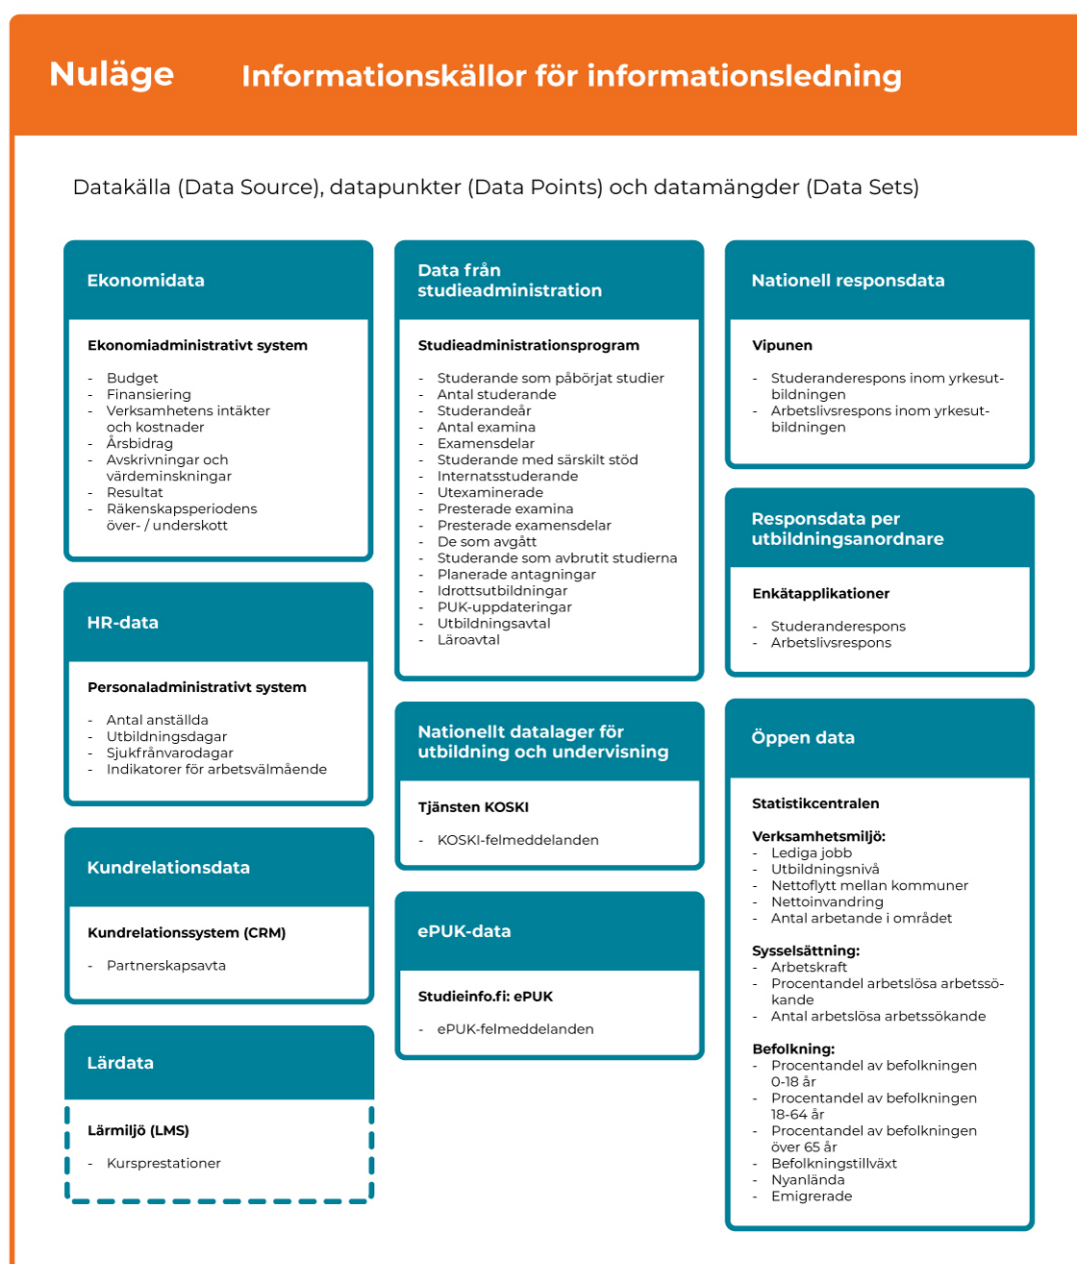 Nuläge
Informationskällor för informationsledning
Datakälla (Data Source), datapunkter (Data Points) och datamängder (Data Sets)
Ekonomidata
Ekonomiadministrativt system
- Budget
- Finansiering
- Verksamhetens intäkter
och kostnader
- Årsbidrag
- Avskrivningar och
värdeminskningar
- Resultat
- Räkenskapsperiodens
över- / underskott
HR-data
Personaladministrativt system
- Antal anställda
- Utbildningsdagar
- Sjukfrånvarodagar
- Indikatorer för arbetsvälmående
Kundrelationsdata
Kundrelationssystem (CRM)
- Partnerskapsavta
Lärdata
Lärmiljö (LMS)
- Kursprestationer
Data från
studieadministration
Studieadministrationsprogram
- Studerande som påbörjat studier
- Antal studerande
- Studerandeår
- Antal examina
- Examensdelar
- Studerande med särskilt stöd
- Internatsstuderande
- Utexaminerade
- Presterade examina
- Presterade examensdelar
- De som avgått
- Studerande som avbrutit studierna
- Planerade antagningar
- Idrottsutbildningar
- PUK-uppdateringar
- Utbildningsavtal
- Läroavtal
Nationellt datalager för
utbildning och undervisning
Tjänsten KOSKI
- KOSKI-felmeddelanden
ePUK-data
Studieinfo.fi: ePUK
- ePUK-felmeddelanden
Nationell responsdata
Vipunen
- Studeranderespons inom yrkesut-
bildningen
- Arbetslivsrespons inom yrkesut-
bildningen
Responsdata per
utbildningsanordnare
Enkätapplikationer
- Studeranderespons
- Arbetslivsrespons
Öppen data
Statistikcentralen
Verksamhetsmiljö:
- Lediga jobb
- Utbildningsnivå
- Nettoflytt mellan kommuner
- Nettoinvandring
- Antal arbetande i området
Sysselsättning:
- Arbetskraft
- Procentandel arbetslösa arbetssö-
kande
- Antal arbetslösa arbetssökande
Befolkning:
- Procentandel av befolkningen
0-18 år
- Procentandel av befolkningen
18-64 år
- Procentandel av befolkningen
över 65 år
- Befolkningstillväxt
- Nyanlända
- Emigrerade